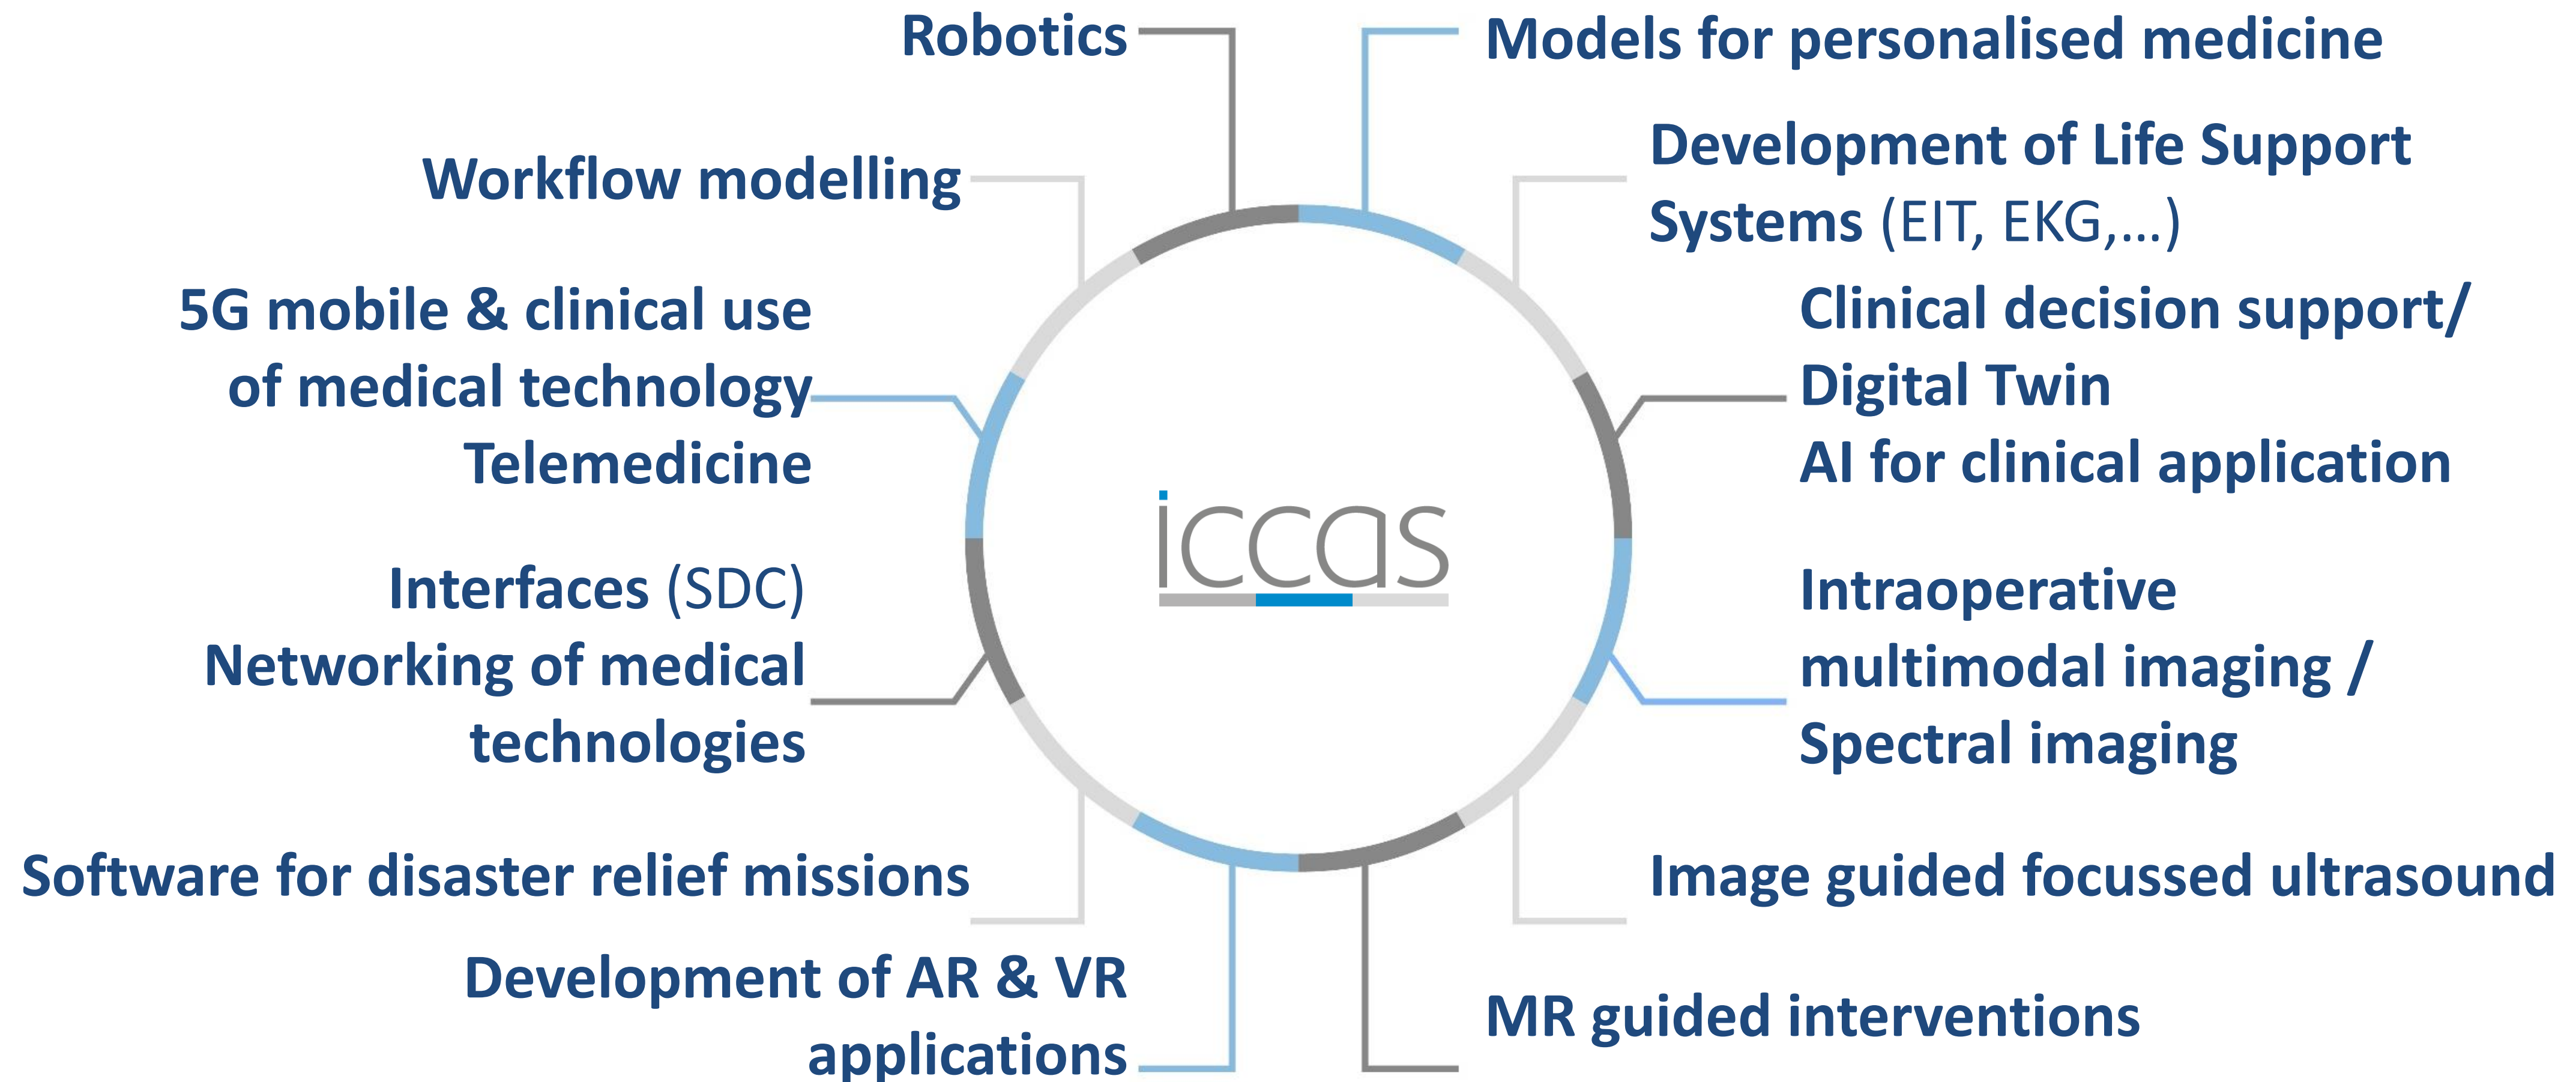 Robotics
Workflow modelling
5G mobile & clinical use
of medical technology
Telemedicine
Interfaces (SDC)
Networking of medical
technologies
Software for disaster relief missions
Development of AR & VR
applications
iccas
Models for personalised medicine
Development of Life Support
Systems (EIT, EKG,...)
Clinical decision support/
Digital Twin
AI for clinical application
Intraoperative
multimodal imaging /
Spectral imaging
Image guided focussed ultrasound
MR guided interventions